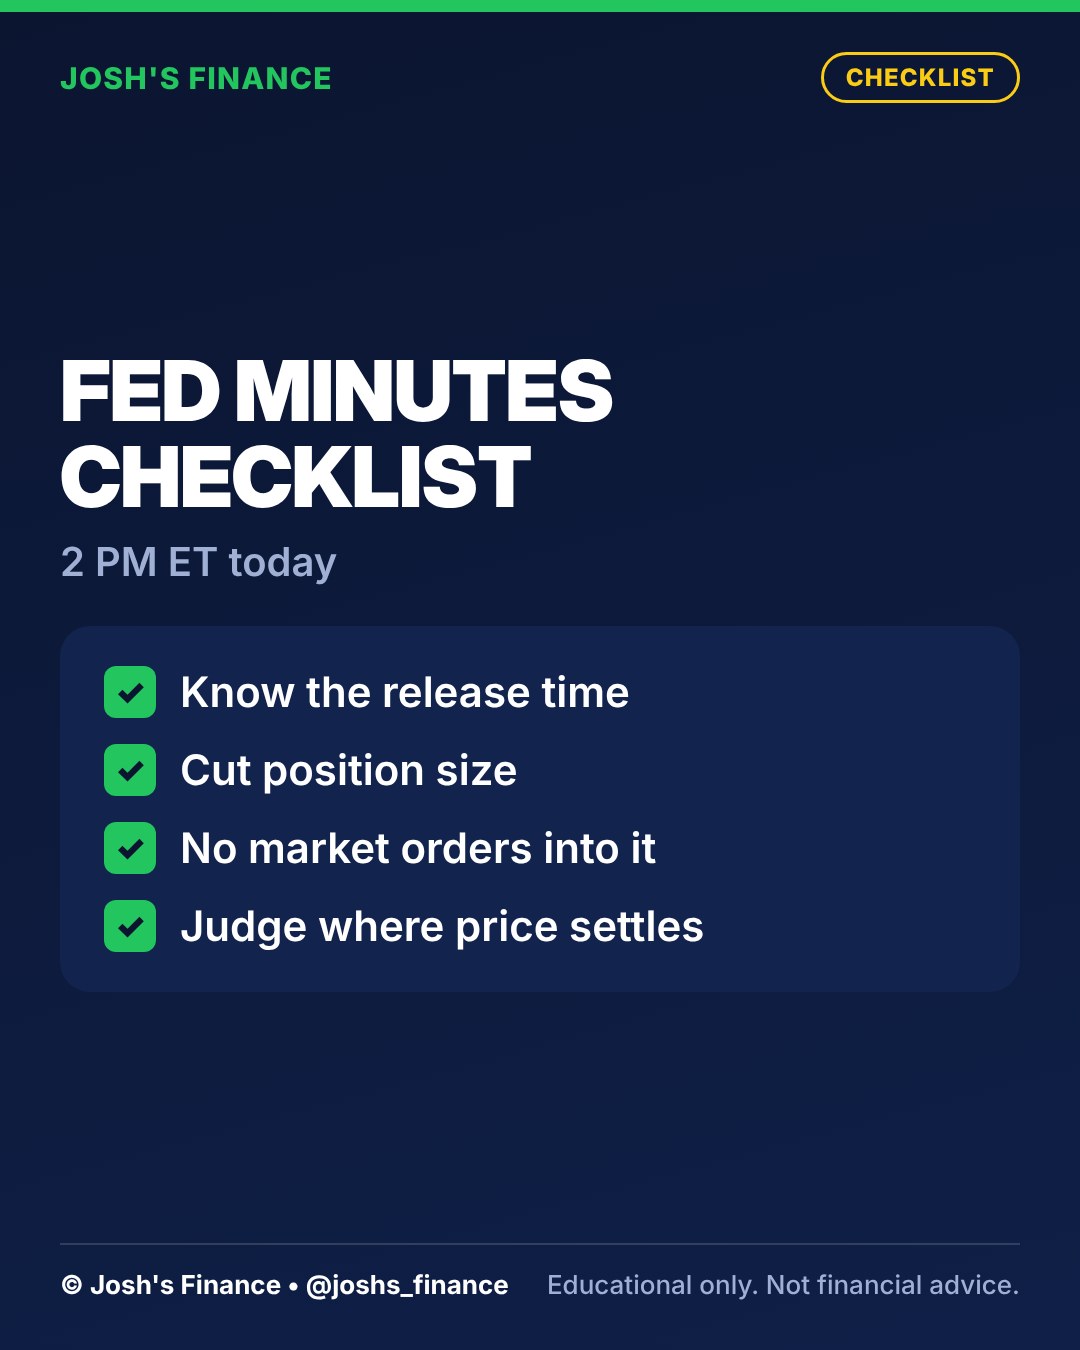 JOSH'S FINANCE
CHECKLIST
FED MINUTES
CHECKLIST
2 PM ET today
Know the release time
Cut position size
No market orders into it
Judge where price settles
© Josh's Finance • @joshs_finance
Educational only. Not financial advice.